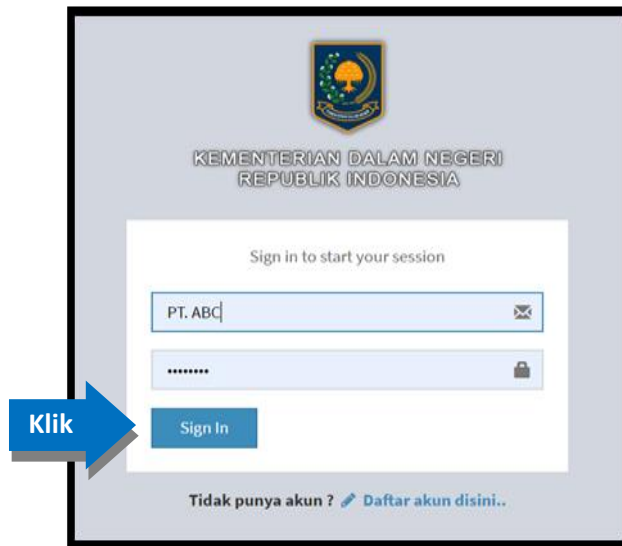 KEMENTERIAN DALAM NEGERI
REPUBLIK INDONESIA
Sign in to start your session
PT. ABC
••••••••
Klik
Sign In
Tidak punya akun ? Daftar akun disini..